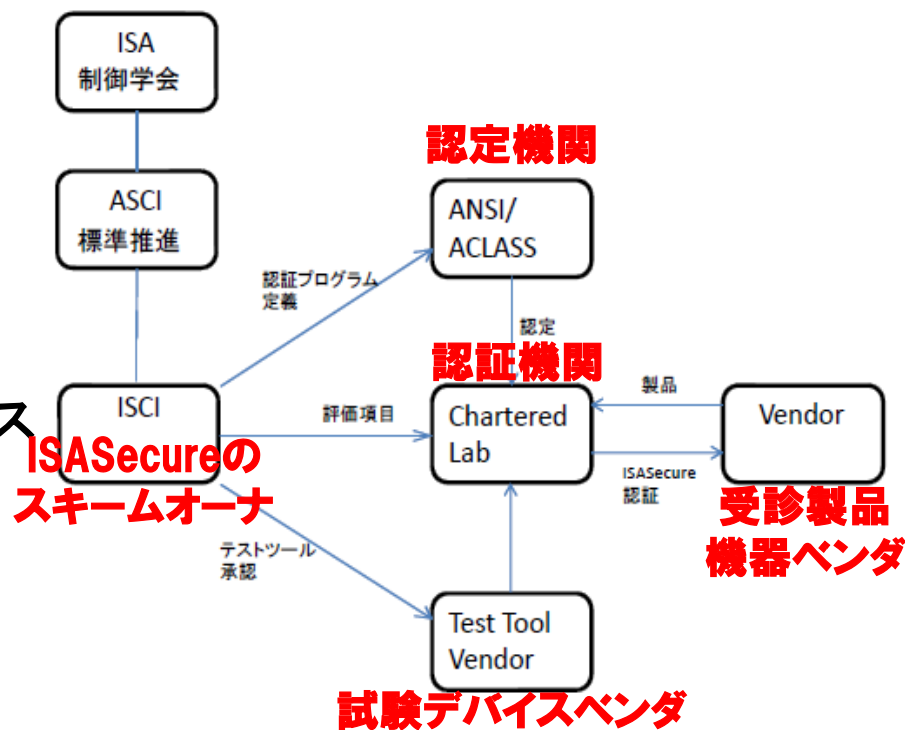 ISA
制御学会
認定機関
ASCI
標準推進
ANSI/
ACLASS
認証プログラム
定義
認定
認証機関
製品
ス
ISCI
評価項目
Chartered
Lab
Vendor
ISASecureの
スキームオーナ
ISASecure
認証
受診製品
機器ベンダ
テストツール
承認
Test Tool
Vendor
試験デバイスベンダ